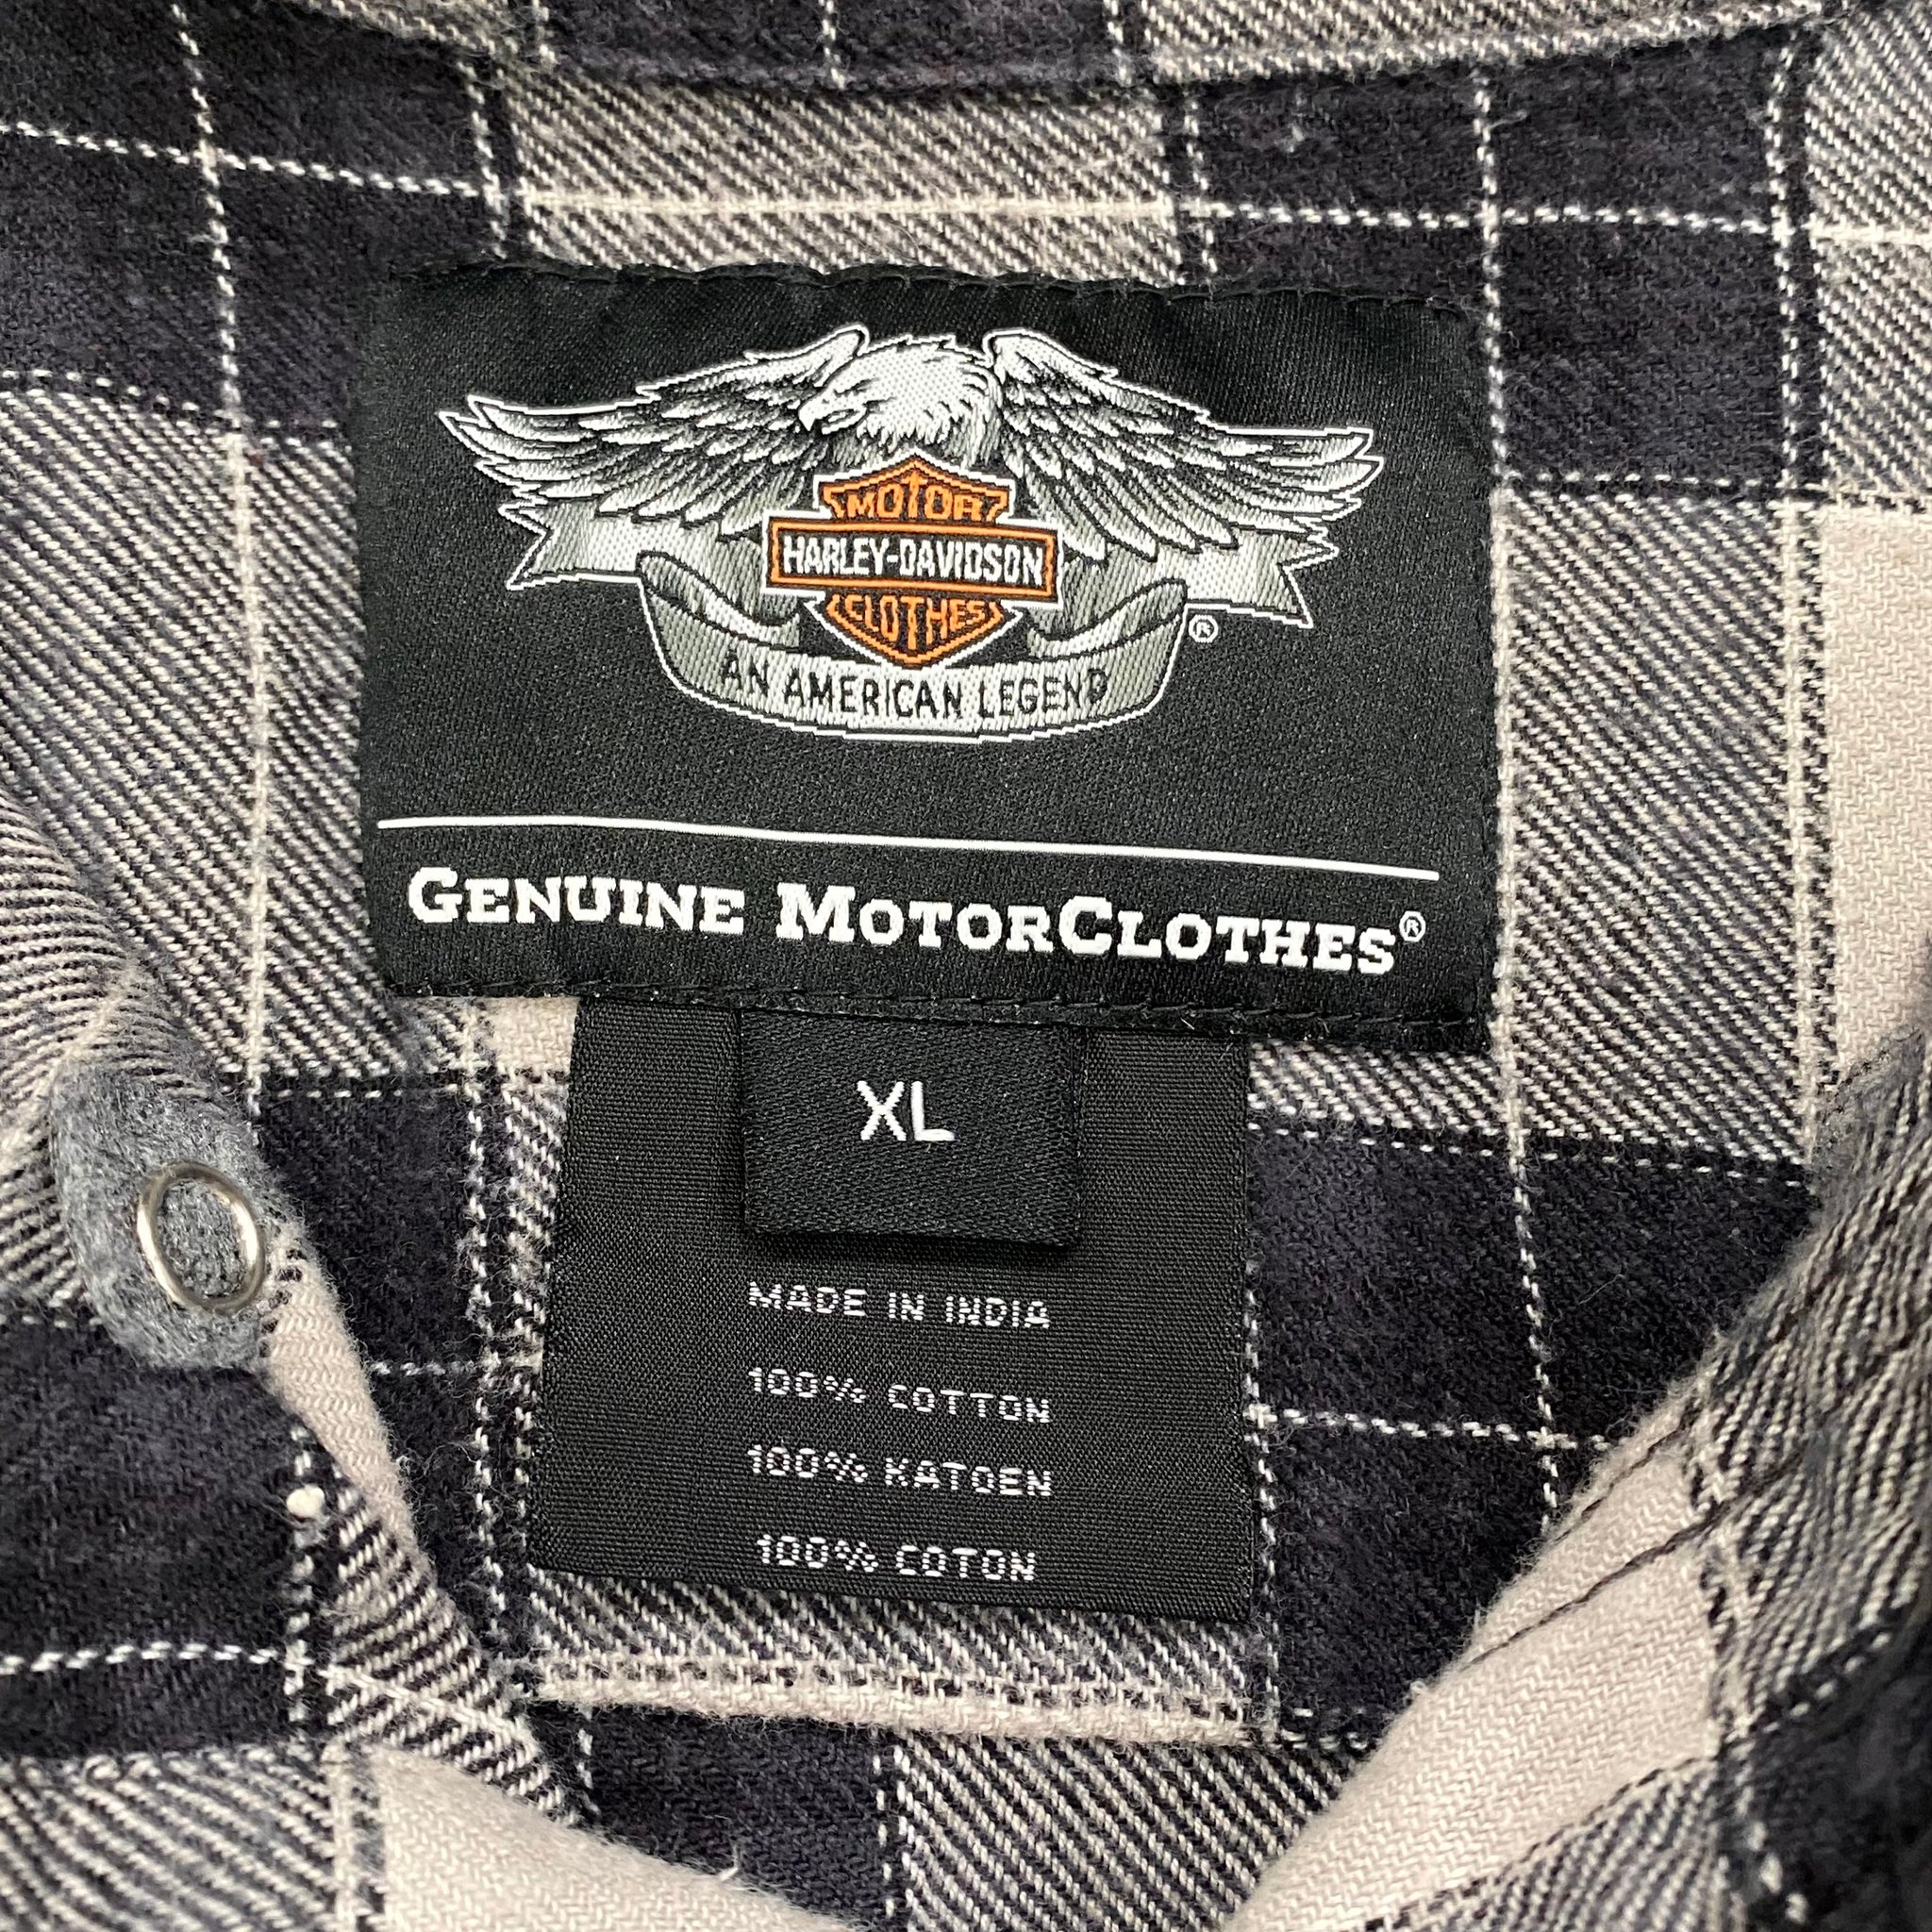 MOTOR
HARLEY-DAVIDSON
CLOTHES
®
AN AMERICAN LEGEND
GENUINE MOTORCLOTHES®
XL
MADE IN INDIA
100% COTTON
100% KATOEN
100% COTON